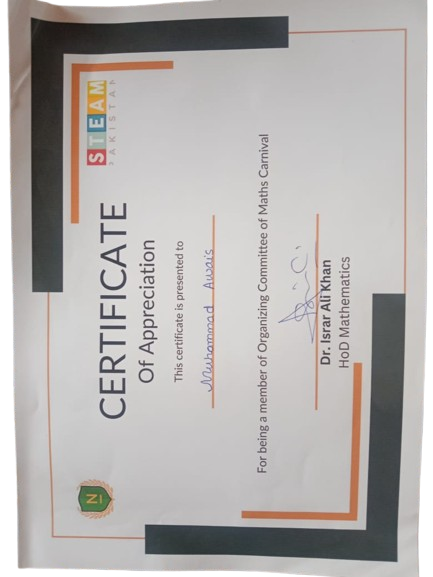 N
STEAM
PAKISTAN
CERTIFICATE
Of Appreciation
This certificate is presented to
Muhammad Awais
For being a member of Organizing Committee of Maths Carnival
Dr. Israr Ali Khan
HoD Mathematics